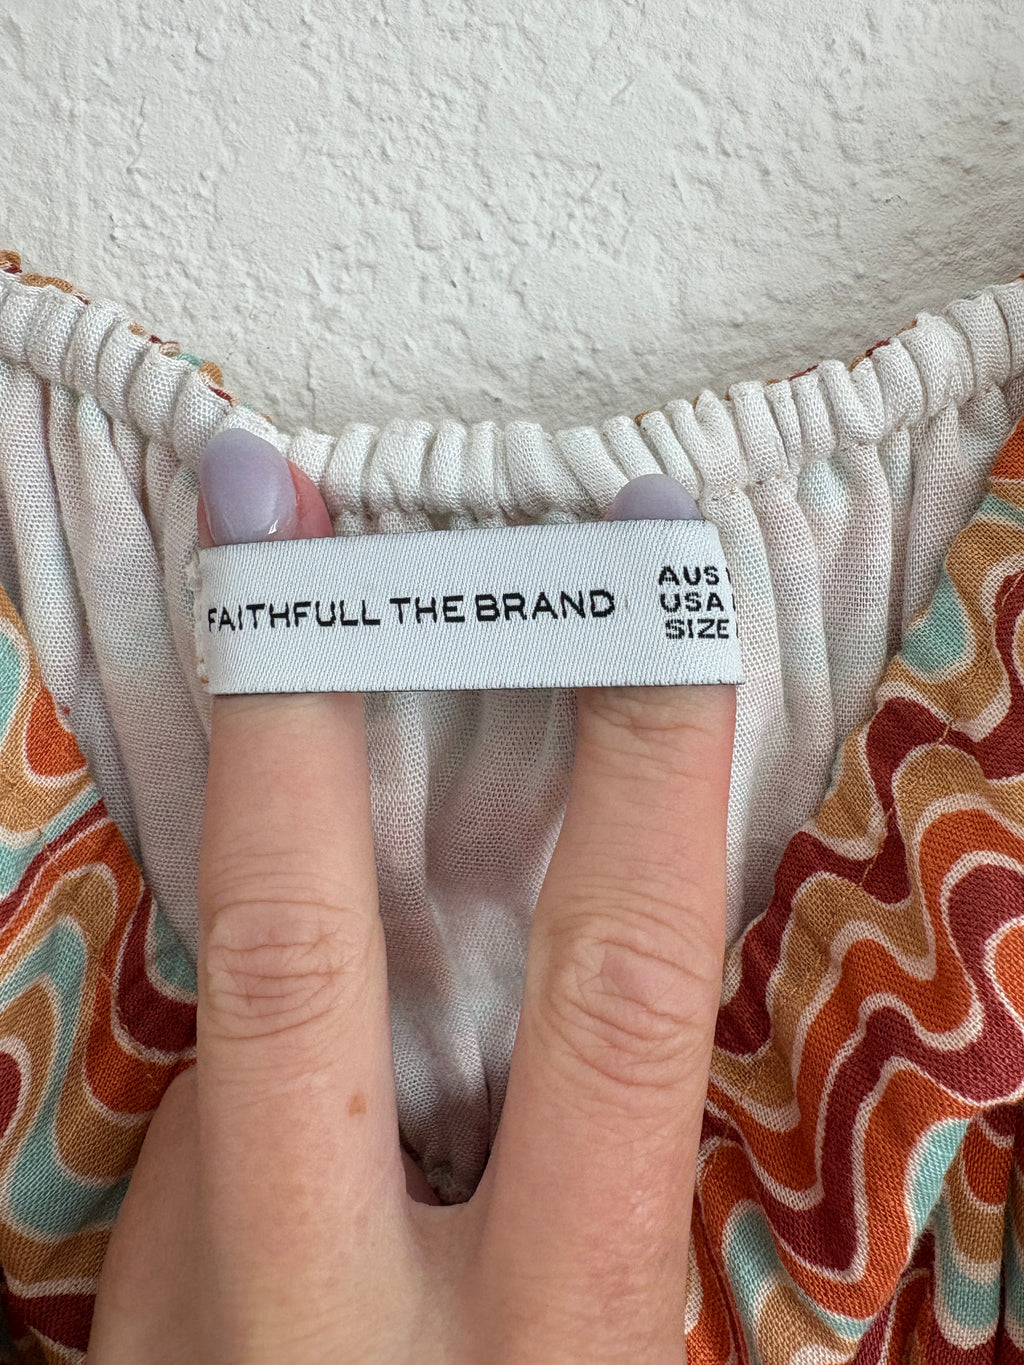 FAITHFULL THE BRAND
AUS
USA
SIZE